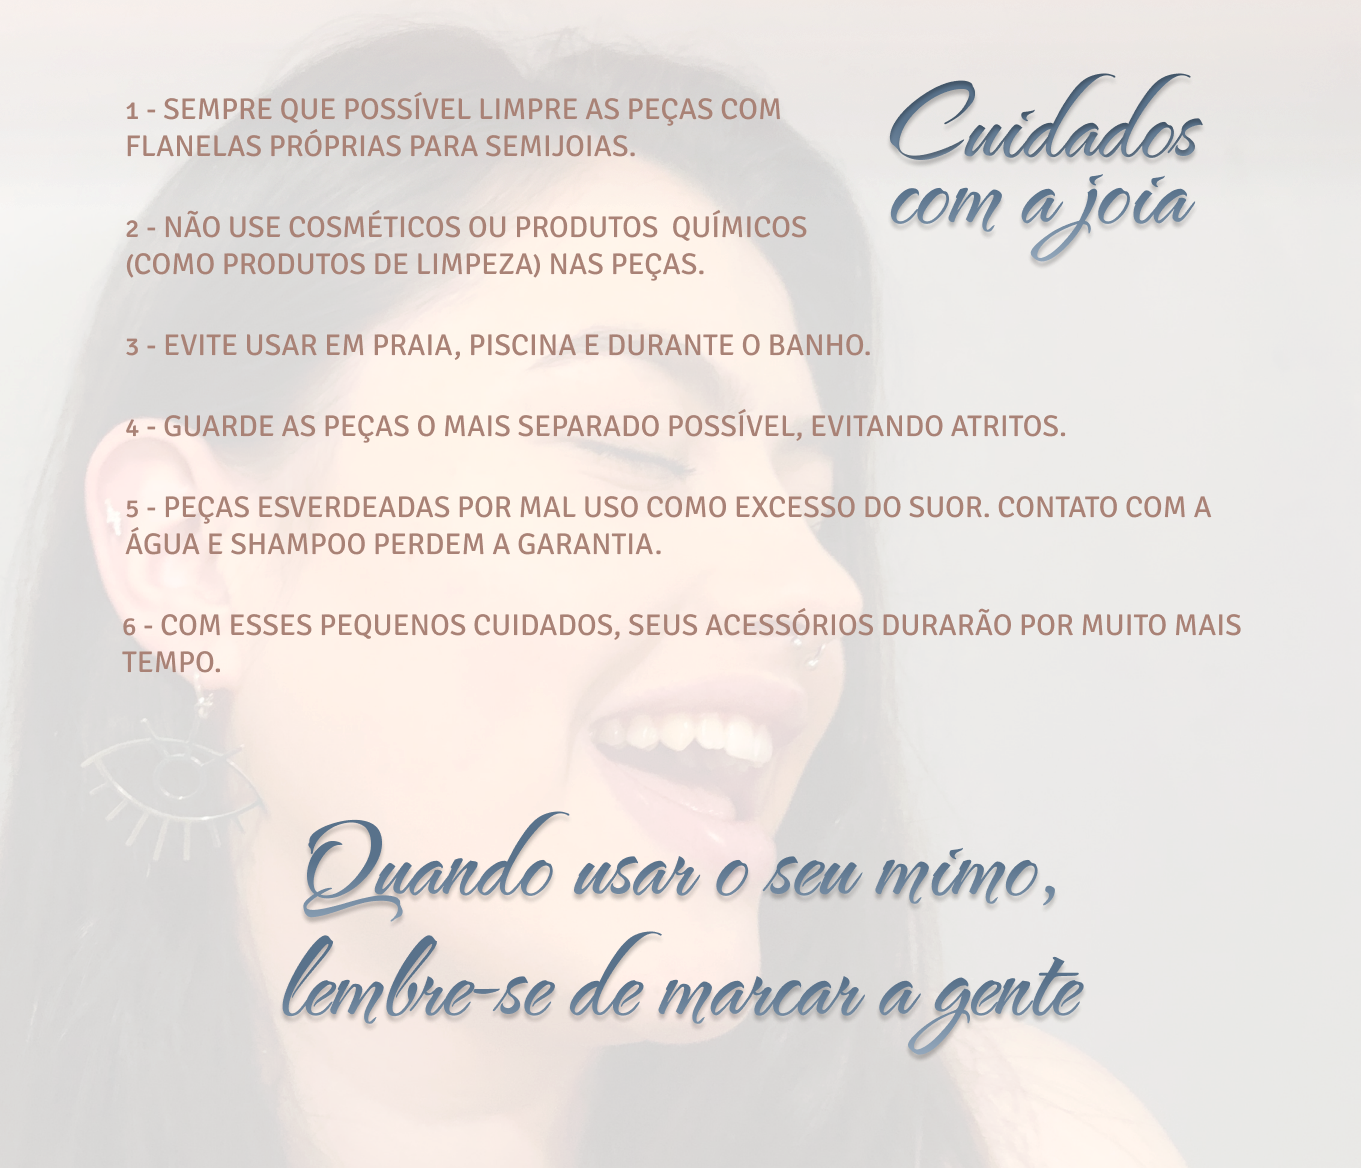 Cuidados
com a joia
1 - SEMPRE QUE POSSÍVEL LIMPRE AS PEÇAS COM
FLANELAS PRÓPRIAS PARA SEMIJOIAS.
2 - NÃO USE COSMÉTICOS OU PRODUTOS QUÍMICOS
(COMO PRODUTOS DE LIMPEZA) NAS PEÇAS.
3 - EVITE USAR EM PRAIA, PISCINA E DURANTE O BANHO.
4 - GUARDE AS PEÇAS O MAIS SEPARADO POSSÍVEL, EVITANDO ATRITOS.
5 - PEÇAS ESVERDEADAS POR MAL USO COMO EXCESSO DO SUOR. CONTATO COM A
ÁGUA E SHAMPOO PERDEM A GARANTIA.
6 - COM ESSES PEQUENOS CUIDADOS, SEUS ACESSÓRIOS DURARÃO POR MUITO MAIS
TEMPO.
Quando usar o seu mimo,
lembre-se de marcar a gente